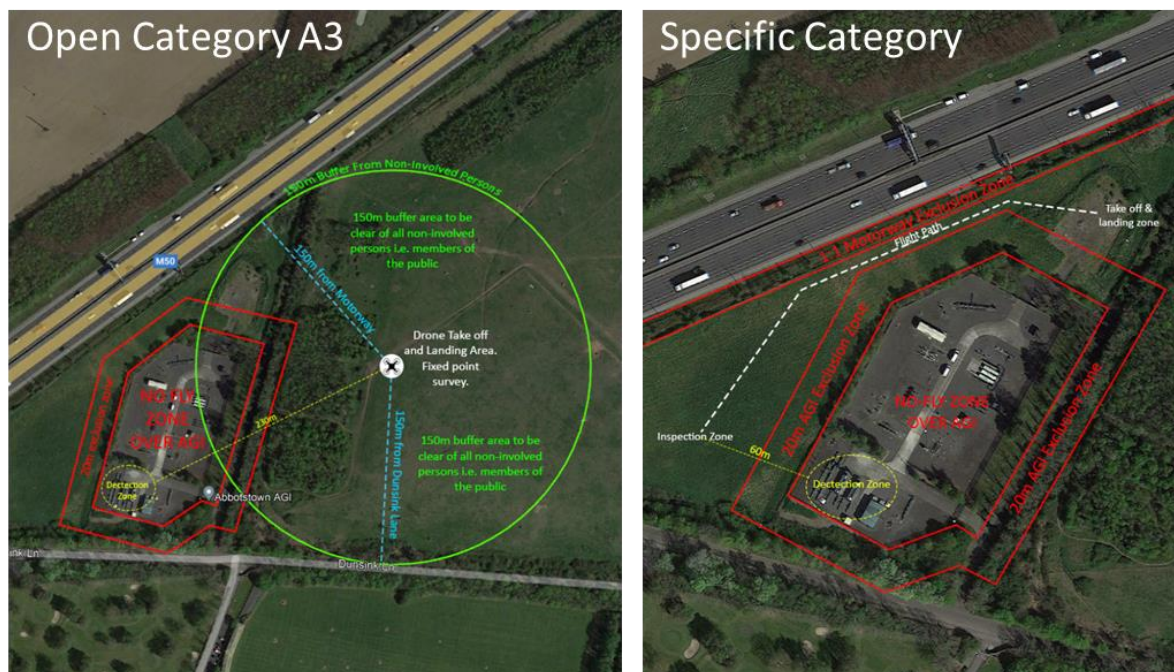 Open Category A3
150m Buffer From Non-Involved Persons
150m buffer area to be
clear of all non-involved
persons i.e. members of
the public
M50
150m from Motorway
Drone Take off
and Landing Area.
Fixed point
survey.
20m exclusion zone
NO FLY
ZONE
OVER AGI
230m
150m from Dunsink Lane
150m buffer area to be
clear of all non-involved
persons i.e. members of
the public
Dectection
Zone
Abbotstown AGI
nk Ln
Dunsink Ln
Specific Category
1-1 Motorway Exclusion Zone
Flight Path
Take off &
landing zone
20m AGI Exclusion Zone
NO-FLY ZONE
OVER AGI
Inspection Zone
60m
Dectection Zone
20m AGI Exclusion Zone